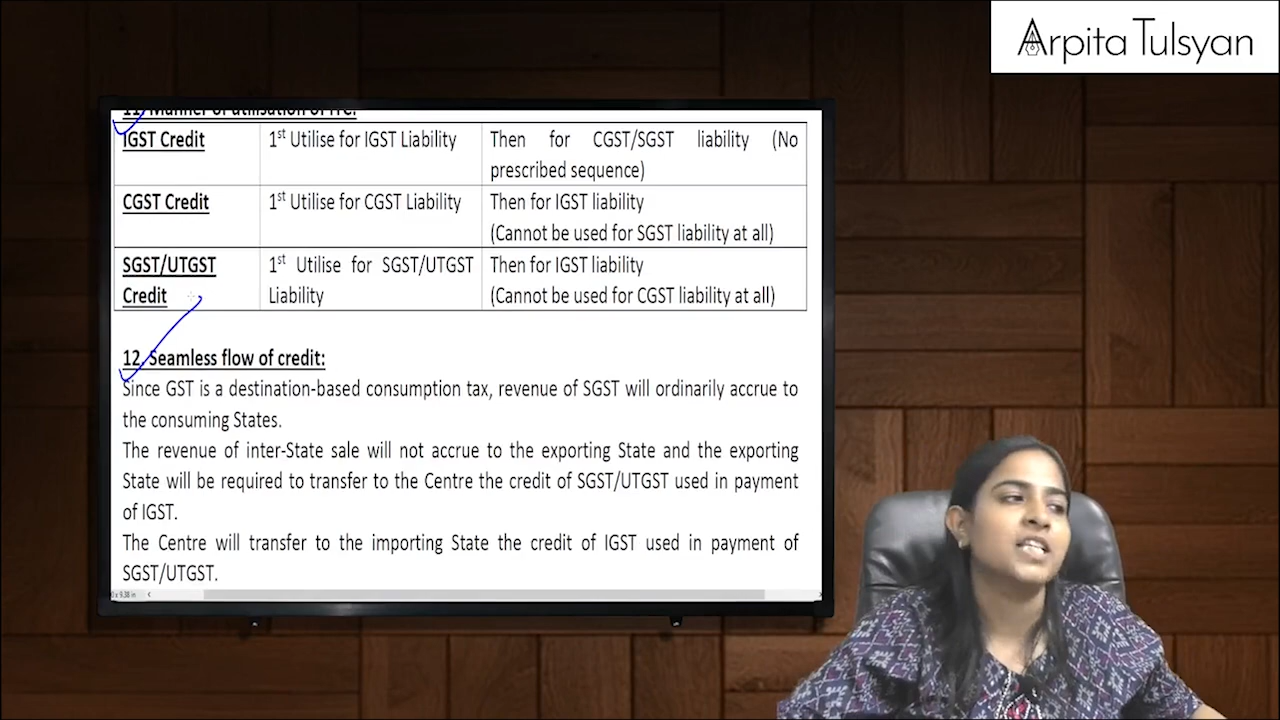 Arpita Tulsyan
11. Manner of utilisation of ITC:
IGST Credit
1st Utilise for IGST Liability
Then for CGST/SGST liability (No
prescribed sequence)
CGST Credit
1st Utilise for CGST Liability
Then for IGST liability
(Cannot be used for SGST liability at all)
SGST/UTGST
Credit
1st Utilise for SGST/UTGST
Liability
Then for IGST liability
(Cannot be used for CGST liability at all)
12. Seamless flow of credit:
Since GST is a destination-based consumption tax, revenue of SGST will ordinarily accrue to
the consuming States.
The revenue of inter-State sale will not accrue to the exporting State and the exporting
State will be required to transfer to the Centre the credit of SGST/UTGST used in payment
of IGST.
The Centre will transfer to the importing State the credit of IGST used in payment of
SGST/UTGST.